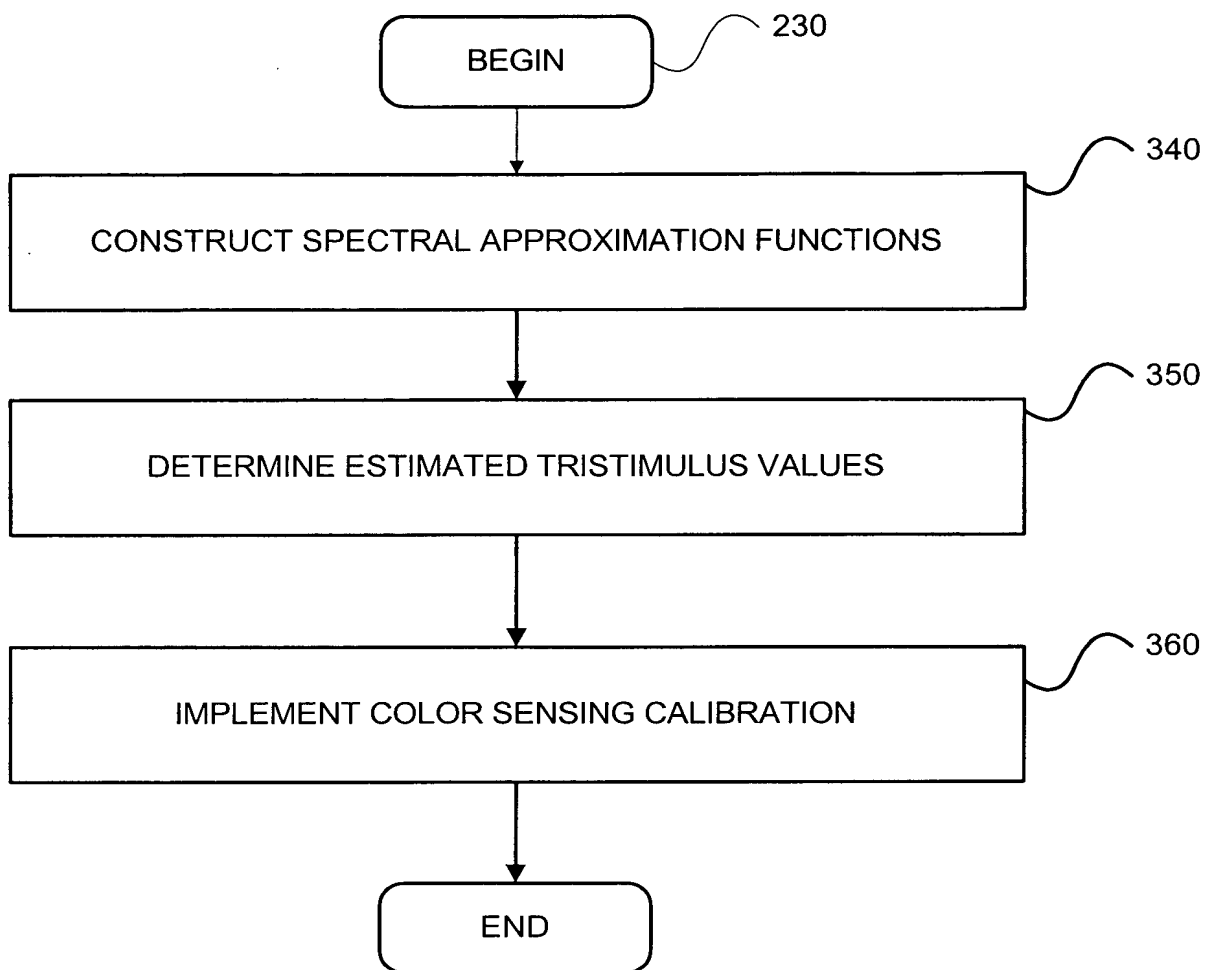 BEGIN
230
340
CONSTRUCT SPECTRAL APPROXIMATION FUNCTIONS
350
DETERMINE ESTIMATED TRISTIMULUS VALUES
360
IMPLEMENT COLOR SENSING CALIBRATION
END